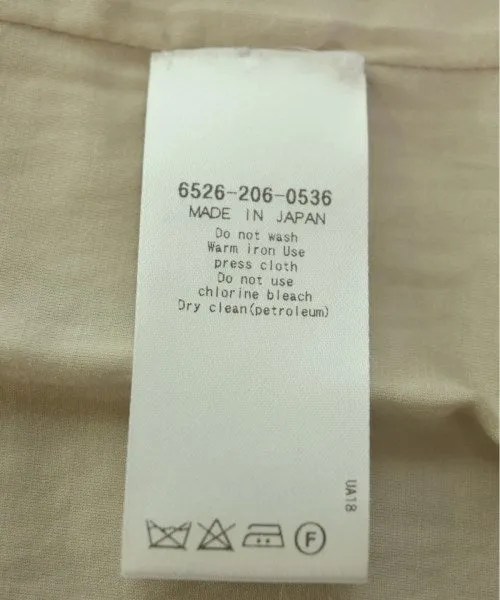 6526-206-0536
MADE IN JAPAN
Do not wash
Warm iron Use
press cloth
Do not use
chlorine bleach
Dry clean(petroleum)
UA18
F